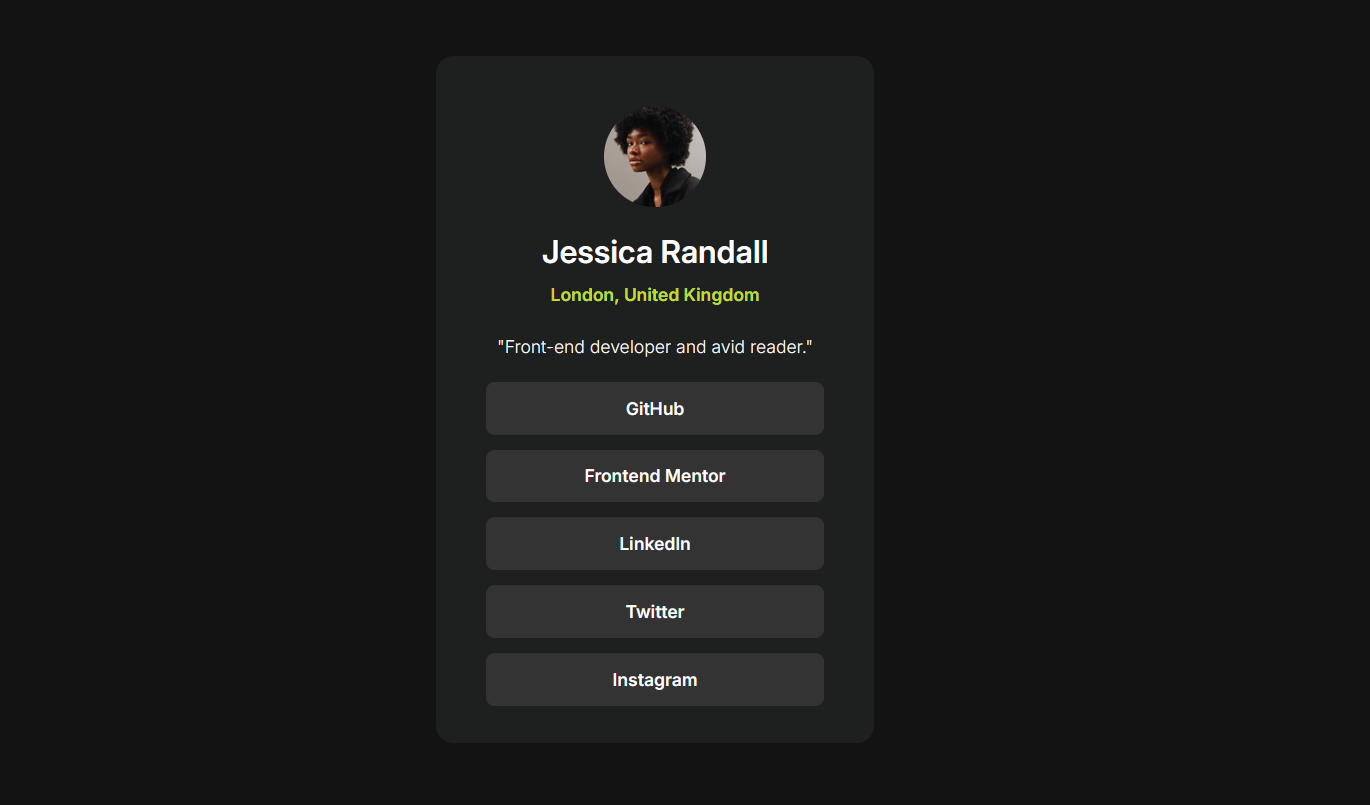 Jessica Randall
London, United Kingdom
"Front-end developer and avid reader."
GitHub
Frontend Mentor
LinkedIn
Twitter
Instagram